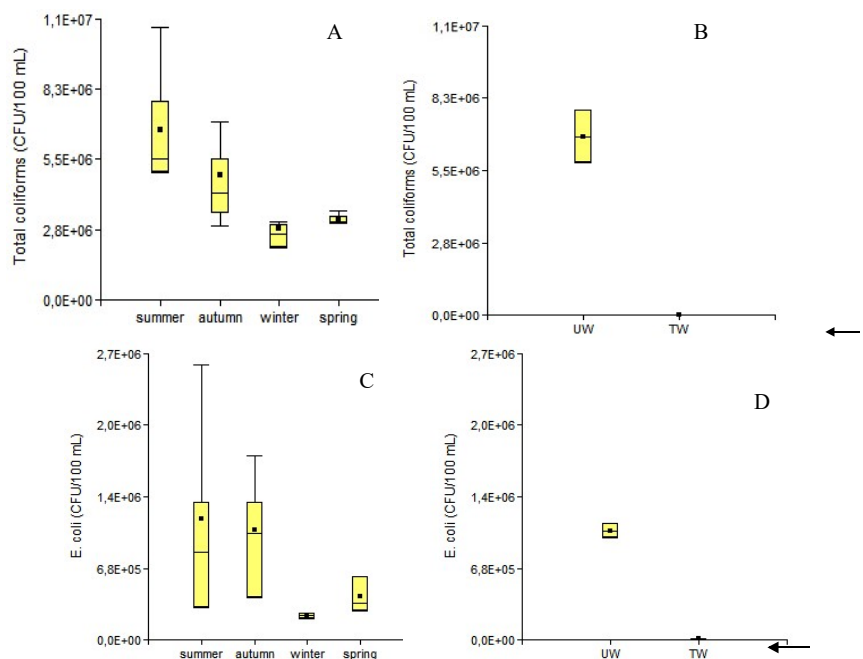 A
Total coliforms (CFU/100 mL)
1,1E+07
8,3E+06
5,5E+06
2,8E+06
0,0E+00
summer autumn winter spring
B
Total coliforms (CFU/100 mL)
1,1E+07
8,3E+06
5,5E+06
2,8E+06
0,0E+00
UW TW
C
E. coli (CFU/100 mL)
2,7E+06
2,0E+06
1,4E+06
6,8E+05
0,0E+00
summer autumn winter spring
D
E. coli (CFU/100 mL)
2,7E+06
2,0E+06
1,4E+06
6,8E+05
0,0E+00
UW TW